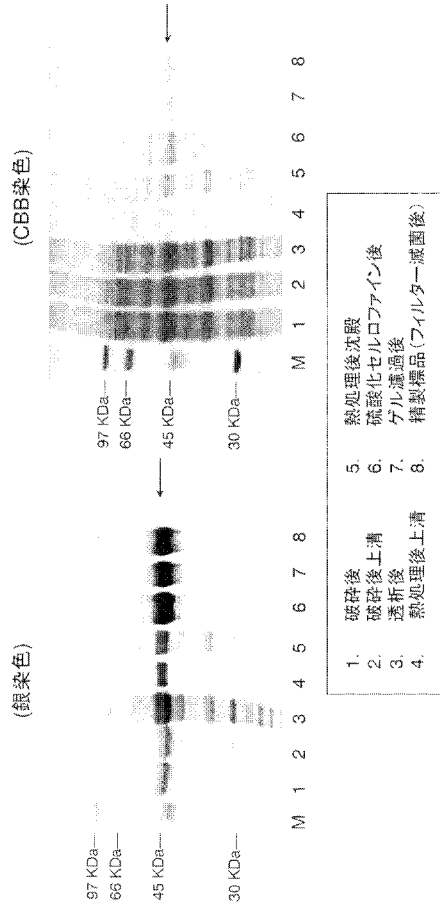 (銀染色)
97 KDa
66 KDa
45 KDa
30 KDa
M 1 2 3 4 5 6 7 8
(CBB染色)
97 KDa
66 KDa
45 KDa
30 KDa
M 1 2 3 4 5 6 7 8
1. 破砕後
2. 破砕後上清
3. 透析後
4. 熱処理後上清
5. 熱処理後沈殿
6. 硫酸化セルロファイン後
7. ゲル濾過後
8. 精製標品(フィルター滅菌後)